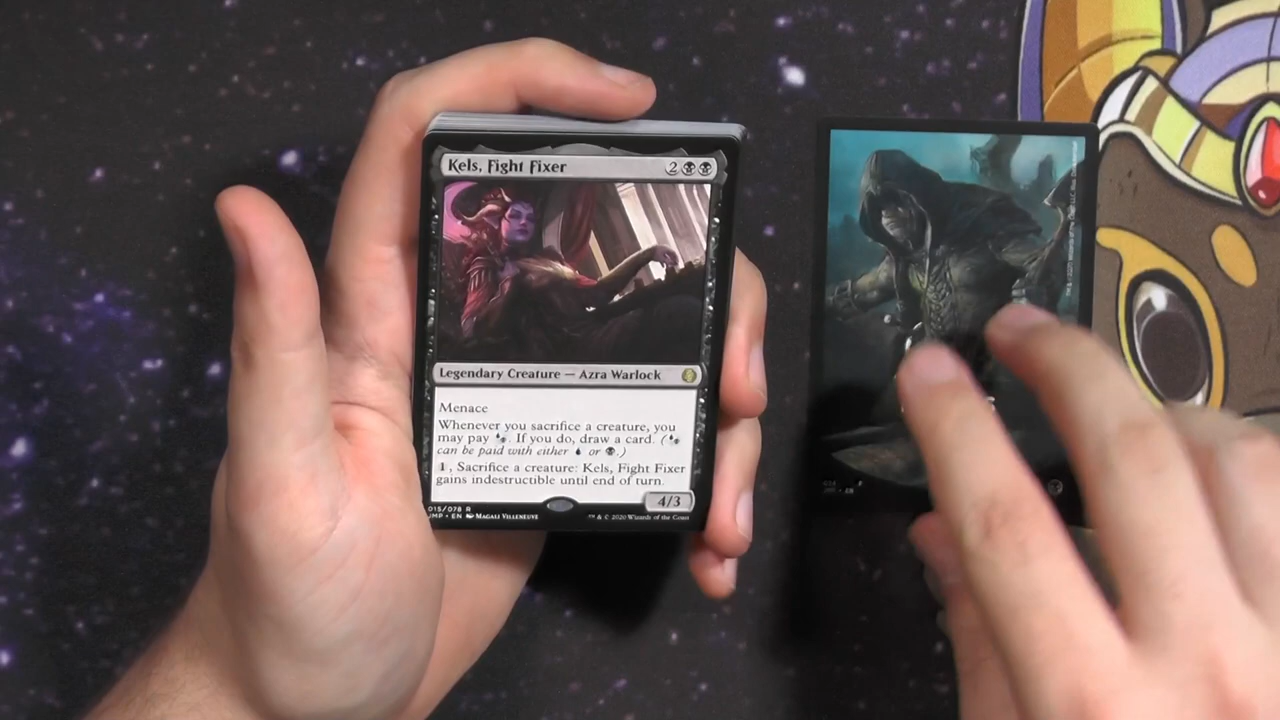 Kels, Fight Fixer 2
Legendary Creature — Azra Warlock
Menace
Whenever you sacrifice a creature, you
may pay . If you do, draw a card. (
can be paid with either or .)
1, Sacrifice a creature: Kels, Fight Fixer
gains indestructible until end of turn.
4/3
015/078 R
JMP • EN MAGALI VILLENEUVE
™ & © 2020 Wizards of the Coast